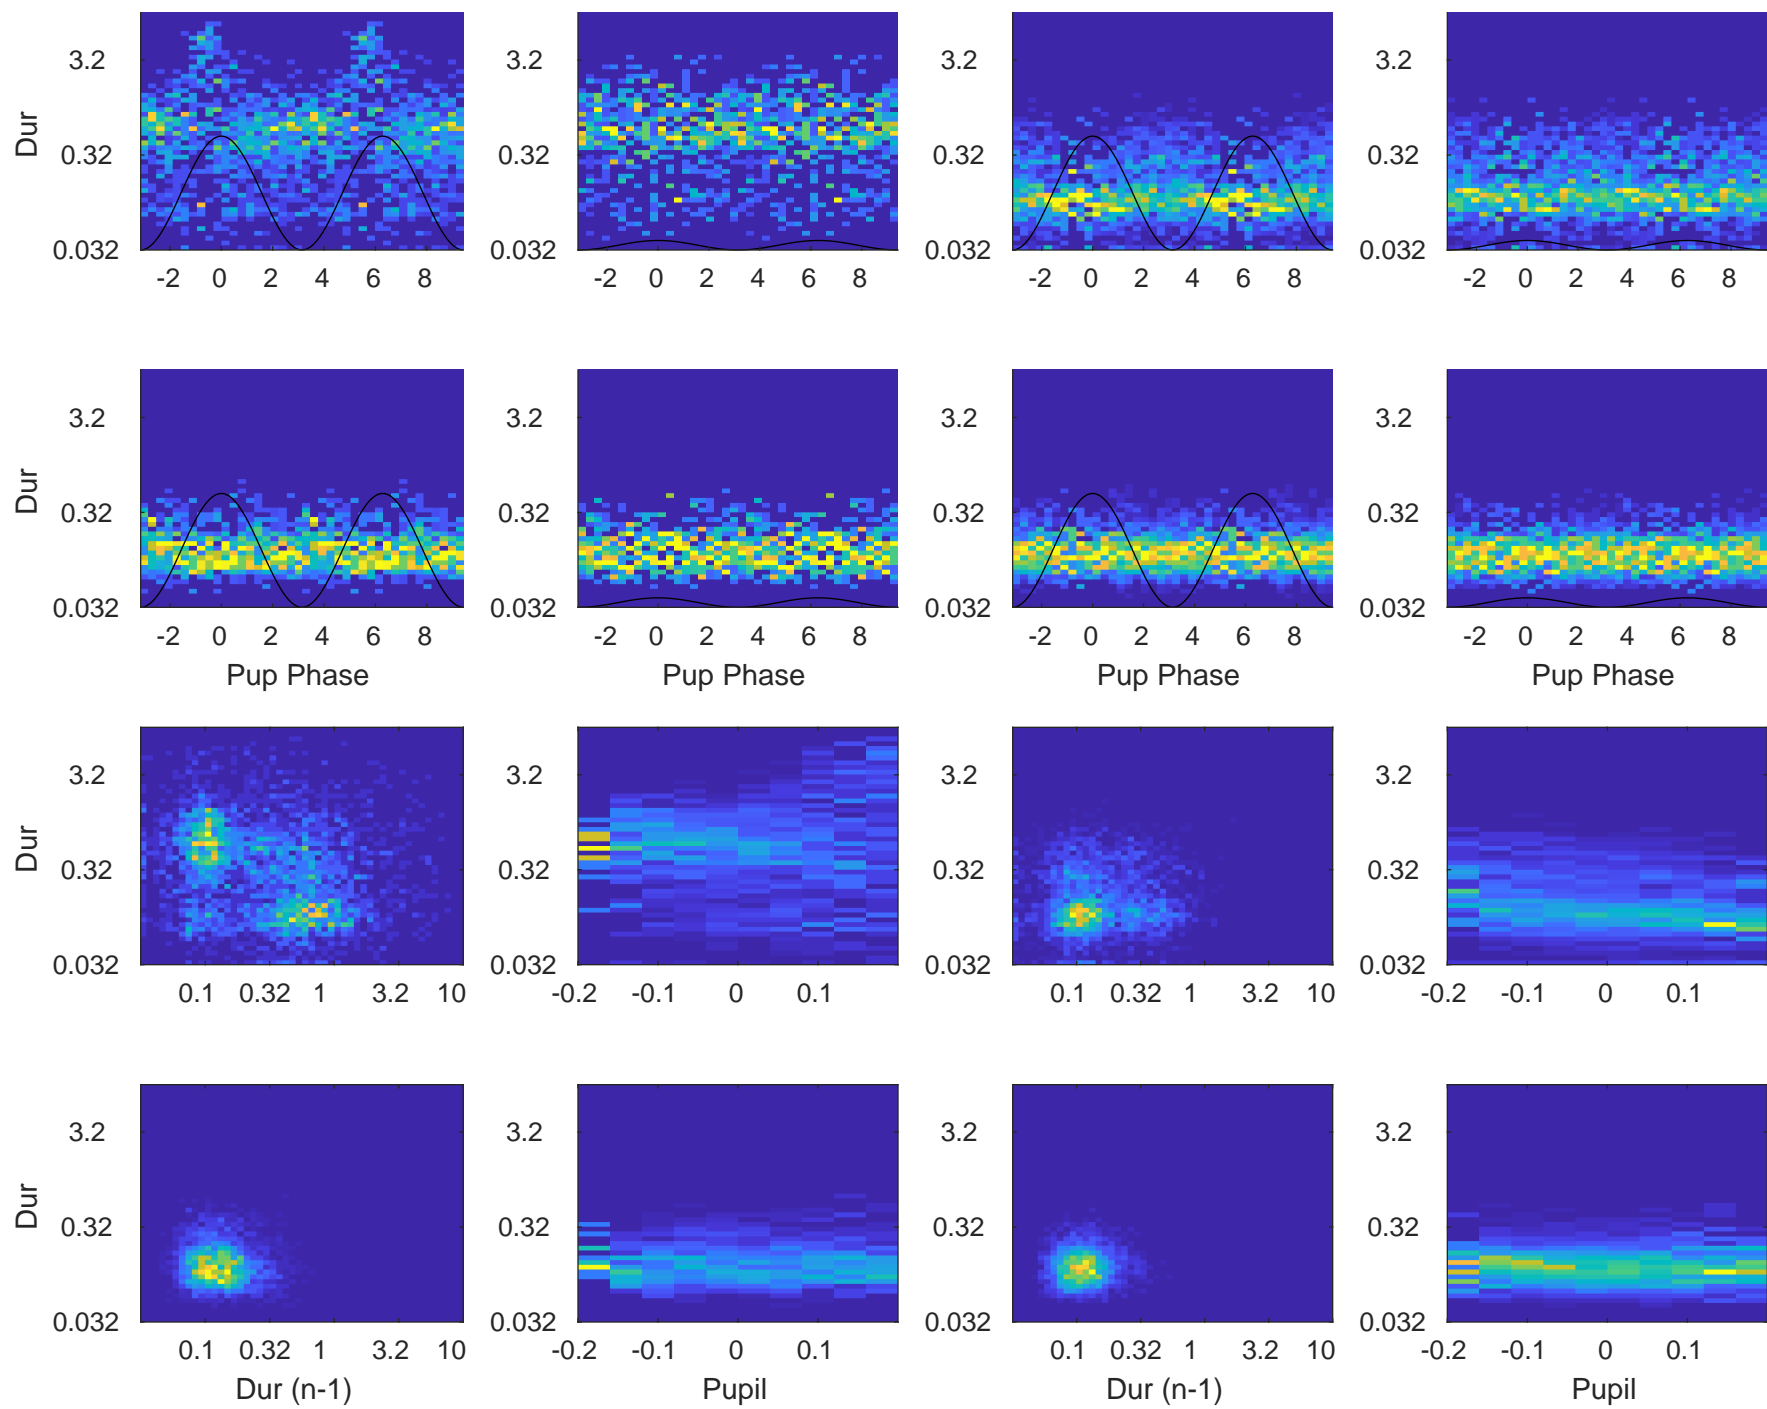 3.2 3.2 3.2 3.2
Dur
0.32 0.32 0.32 0.32
0.032 0.032 0.032 0.032
-2 0 2 4 6 8 -2 0 2 4 6 8 -2 0 2 4 6 8 -2 0 2 4 6 8
3.2 3.2 3.2 3.2
Dur
0.32 0.32 0.32 0.32
0.032 0.032 0.032 0.032
-2 0 2 4 6 8 -2 0 2 4 6 8 -2 0 2 4 6 8 -2 0 2 4 6 8
Pup Phase Pup Phase Pup Phase Pup Phase
3.2 3.2 3.2 3.2
Dur
0.32 0.32 0.32 0.32
0.032 0.032 0.032 0.032
0.1 0.32 1 3.2 10 -0.2 -0.1 0 0.1 0.1 0.32 1 3.2 10 -0.2 -0.1 0 0.1
3.2 3.2 3.2 3.2
Dur
0.32 0.32 0.32 0.32
0.032 0.032 0.032 0.032
0.1 0.32 1 3.2 10 -0.2 -0.1 0 0.1 0.1 0.32 1 3.2 10 -0.2 -0.1 0 0.1
Dur (n-1) Pupil Dur (n-1) Pupil